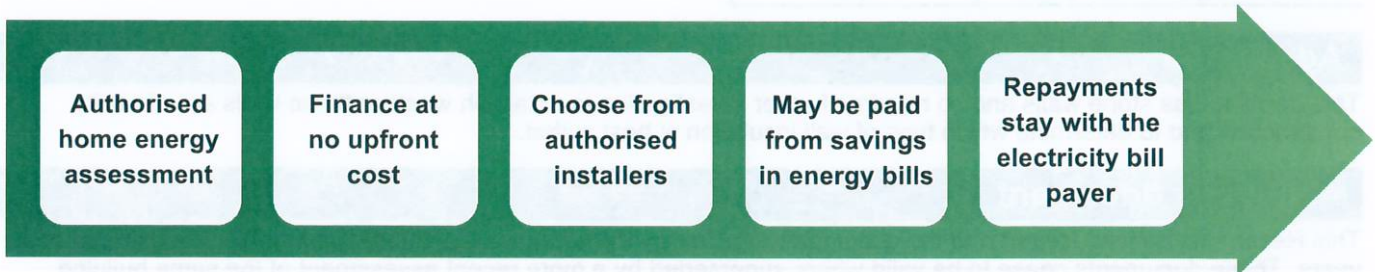 Authorised
home energy
assessment
Finance at
no upfront
cost
Choose from
authorised
installers
May be paid
from savings
in energy bills
Repayments
stay with the
electricity bill
payer